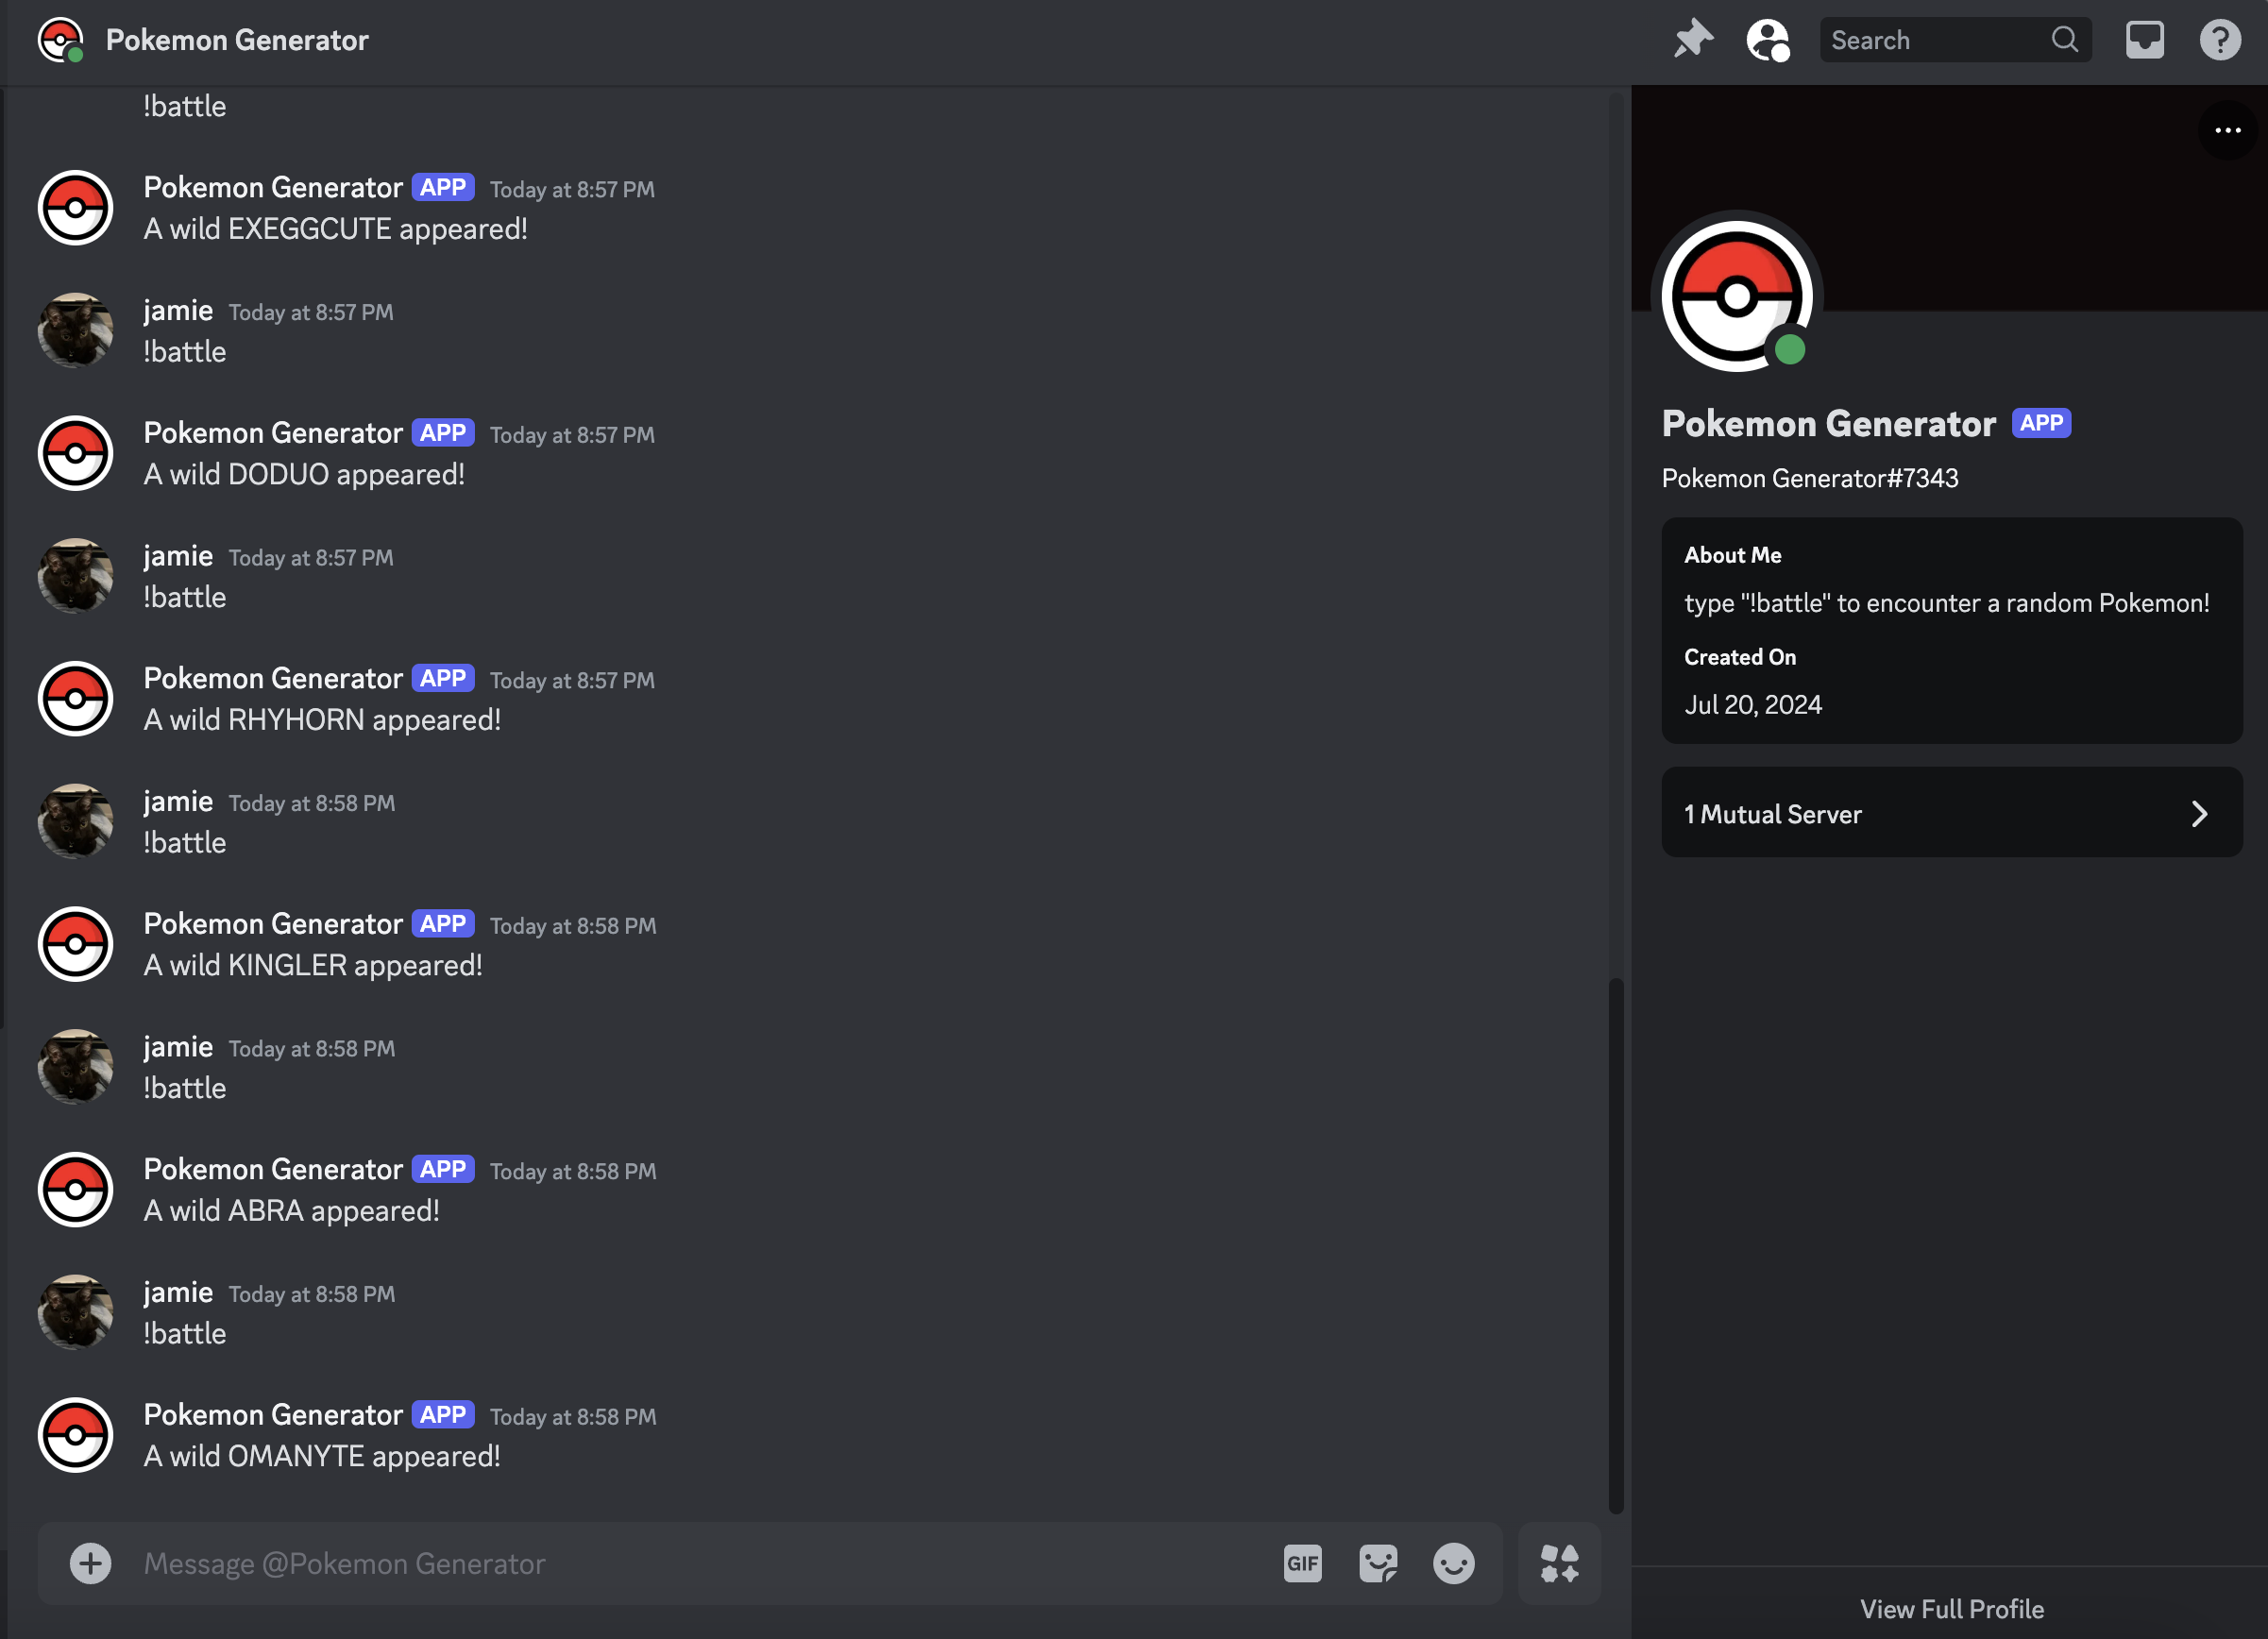 Pokemon Generator
Search
!battle
Pokemon Generator APP Today at 8:57 PM
A wild EXEGGCUTE appeared!
jamie Today at 8:57 PM
!battle
Pokemon Generator APP Today at 8:57 PM
A wild DODUO appeared!
jamie Today at 8:57 PM
!battle
Pokemon Generator APP Today at 8:57 PM
A wild RHYHORN appeared!
jamie Today at 8:58 PM
!battle
Pokemon Generator APP Today at 8:58 PM
A wild KINGLER appeared!
jamie Today at 8:58 PM
!battle
Pokemon Generator APP Today at 8:58 PM
A wild ABRA appeared!
jamie Today at 8:58 PM
!battle
Pokemon Generator APP Today at 8:58 PM
A wild OMANYTE appeared!
Message @Pokemon Generator
GIF
Pokemon Generator APP
Pokemon Generator#7343
About Me
type "!battle" to encounter a random Pokemon!
Created On
Jul 20, 2024
1 Mutual Server
View Full Profile